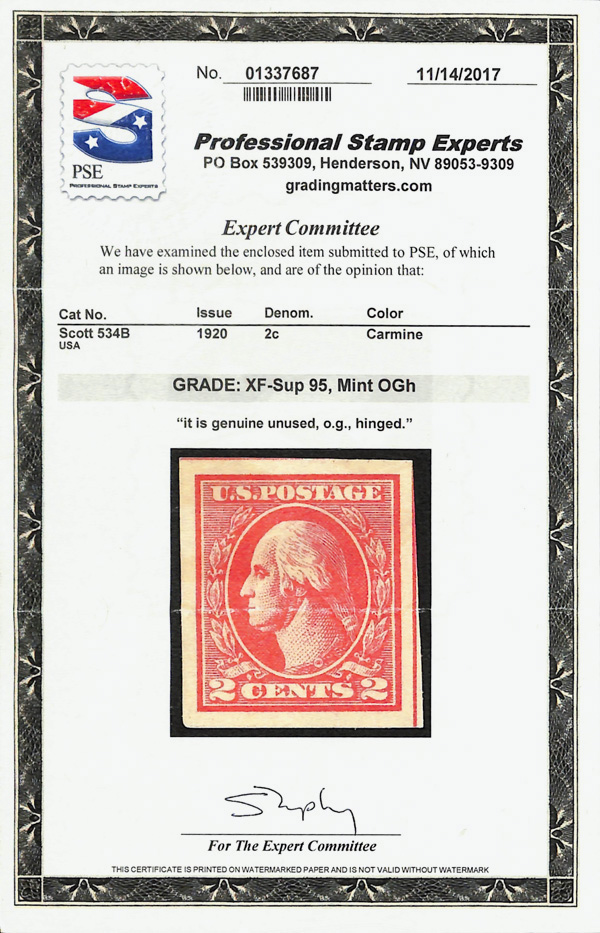 No. 01337687 11/14/2017
PSE
PROFESSIONAL STAMP EXPERTS
Professional Stamp Experts
PO Box 539309, Henderson, NV 89053-9309
gradingmatters.com
Expert Committee
We have examined the enclosed item submitted to PSE, of which
an image is shown below, and are of the opinion that:
Cat No. Issue Denom. Color
Scott 534B 1920 2c Carmine
USA
GRADE: XF-Sup 95, Mint OGh
“it is genuine unused, o.g., hinged.”
U.S. POSTAGE
2 CENTS 2
For The Expert Committee
THIS CERTIFICATE IS PRINTED ON WATERMARKED PAPER AND IS NOT VALID WITHOUT WATERMARK